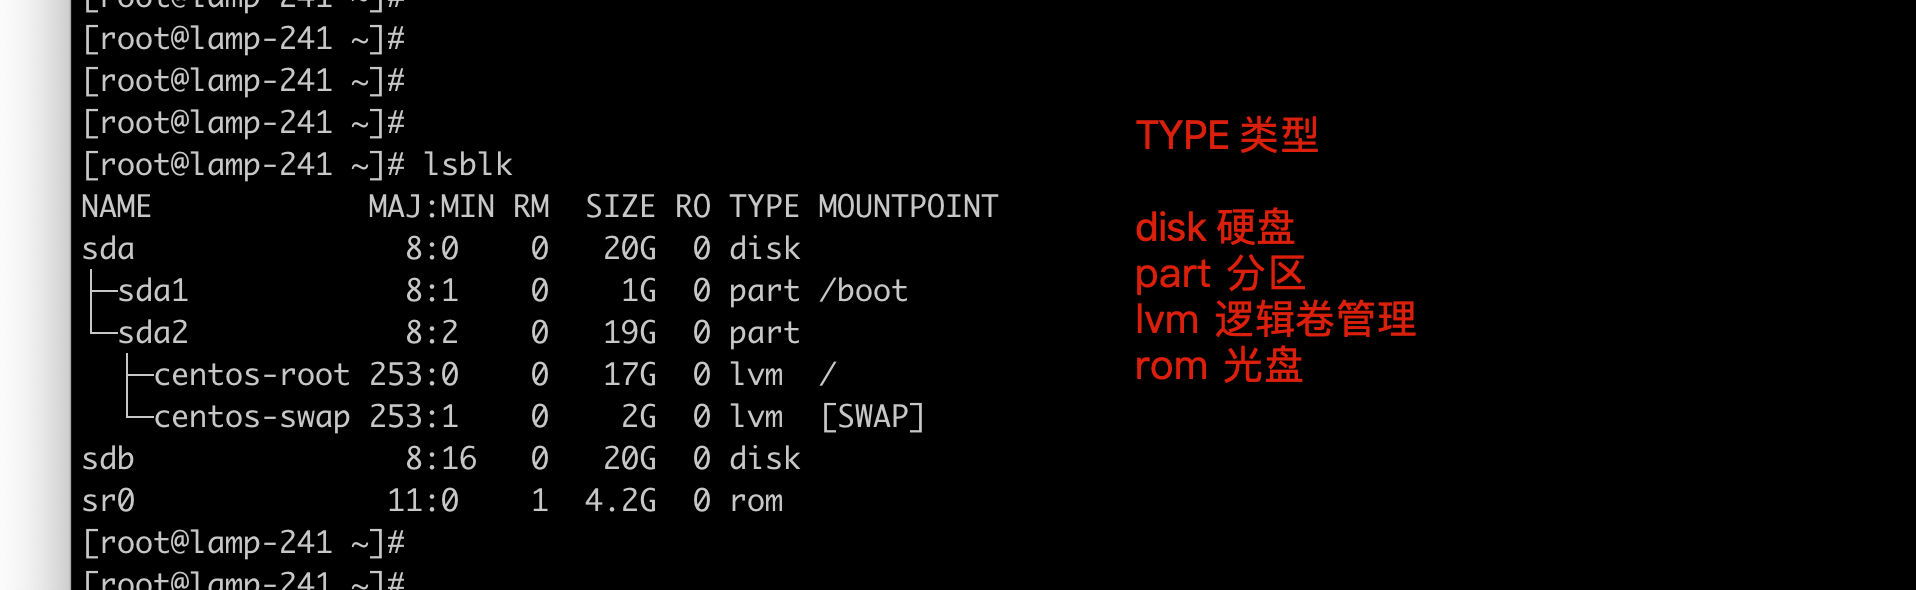 [root@lamp-241 ~]#
[root@lamp-241 ~]#
[root@lamp-241 ~]#
[root@lamp-241 ~]#
[root@lamp-241 ~]# lsblk
NAME            MAJ:MIN RM  SIZE RO TYPE MOUNTPOINT
sda               8:0    0   20G  0 disk
├─sda1            8:1    0    1G  0 part /boot
└─sda2            8:2    0   19G  0 part
  ├─centos-root 253:0    0   17G  0 lvm  /
  └─centos-swap 253:1    0    2G  0 lvm  [SWAP]
sdb               8:16   0   20G  0 disk
sr0              11:0    1  4.2G  0 rom
[root@lamp-241 ~]#
[root@lamp-241 ~]#
TYPE 类型
disk 硬盘
part 分区
lvm 逻辑卷管理
rom 光盘